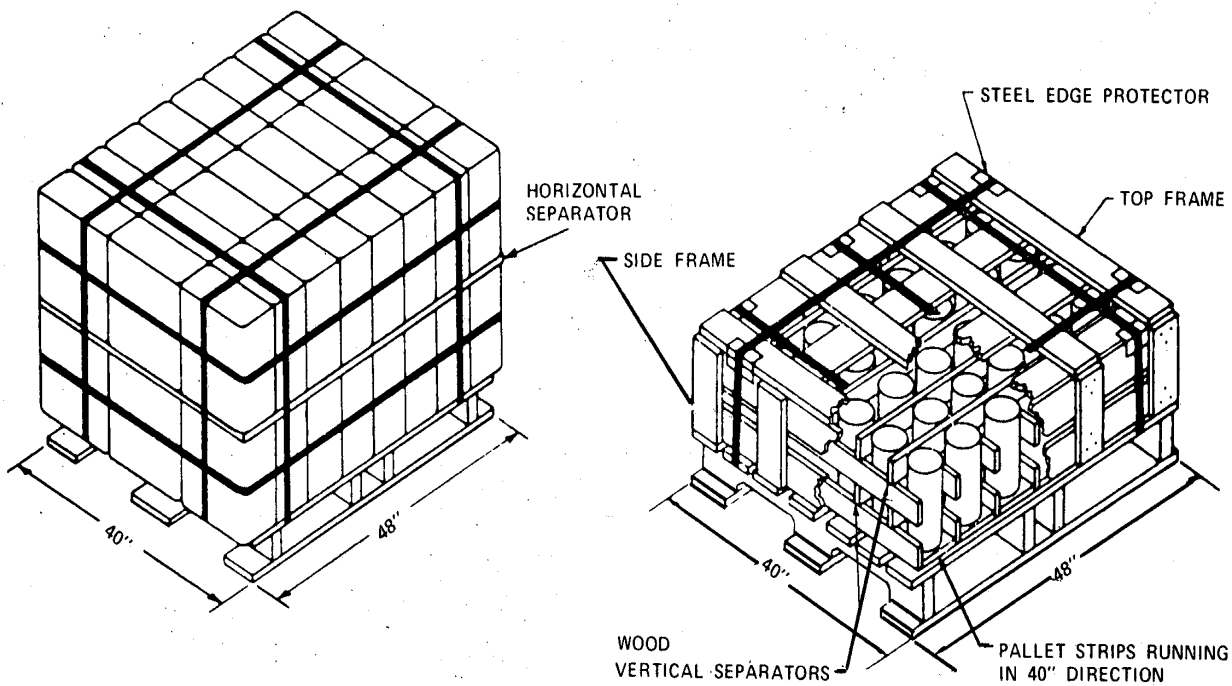 HORIZONTAL
SEPARATOR
40"
48"
STEEL EDGE PROTECTOR
TOP FRAME
SIDE FRAME
40"
48"
WOOD
VERTICAL SEPARATORS
PALLET STRIPS RUNNING
IN 40" DIRECTION